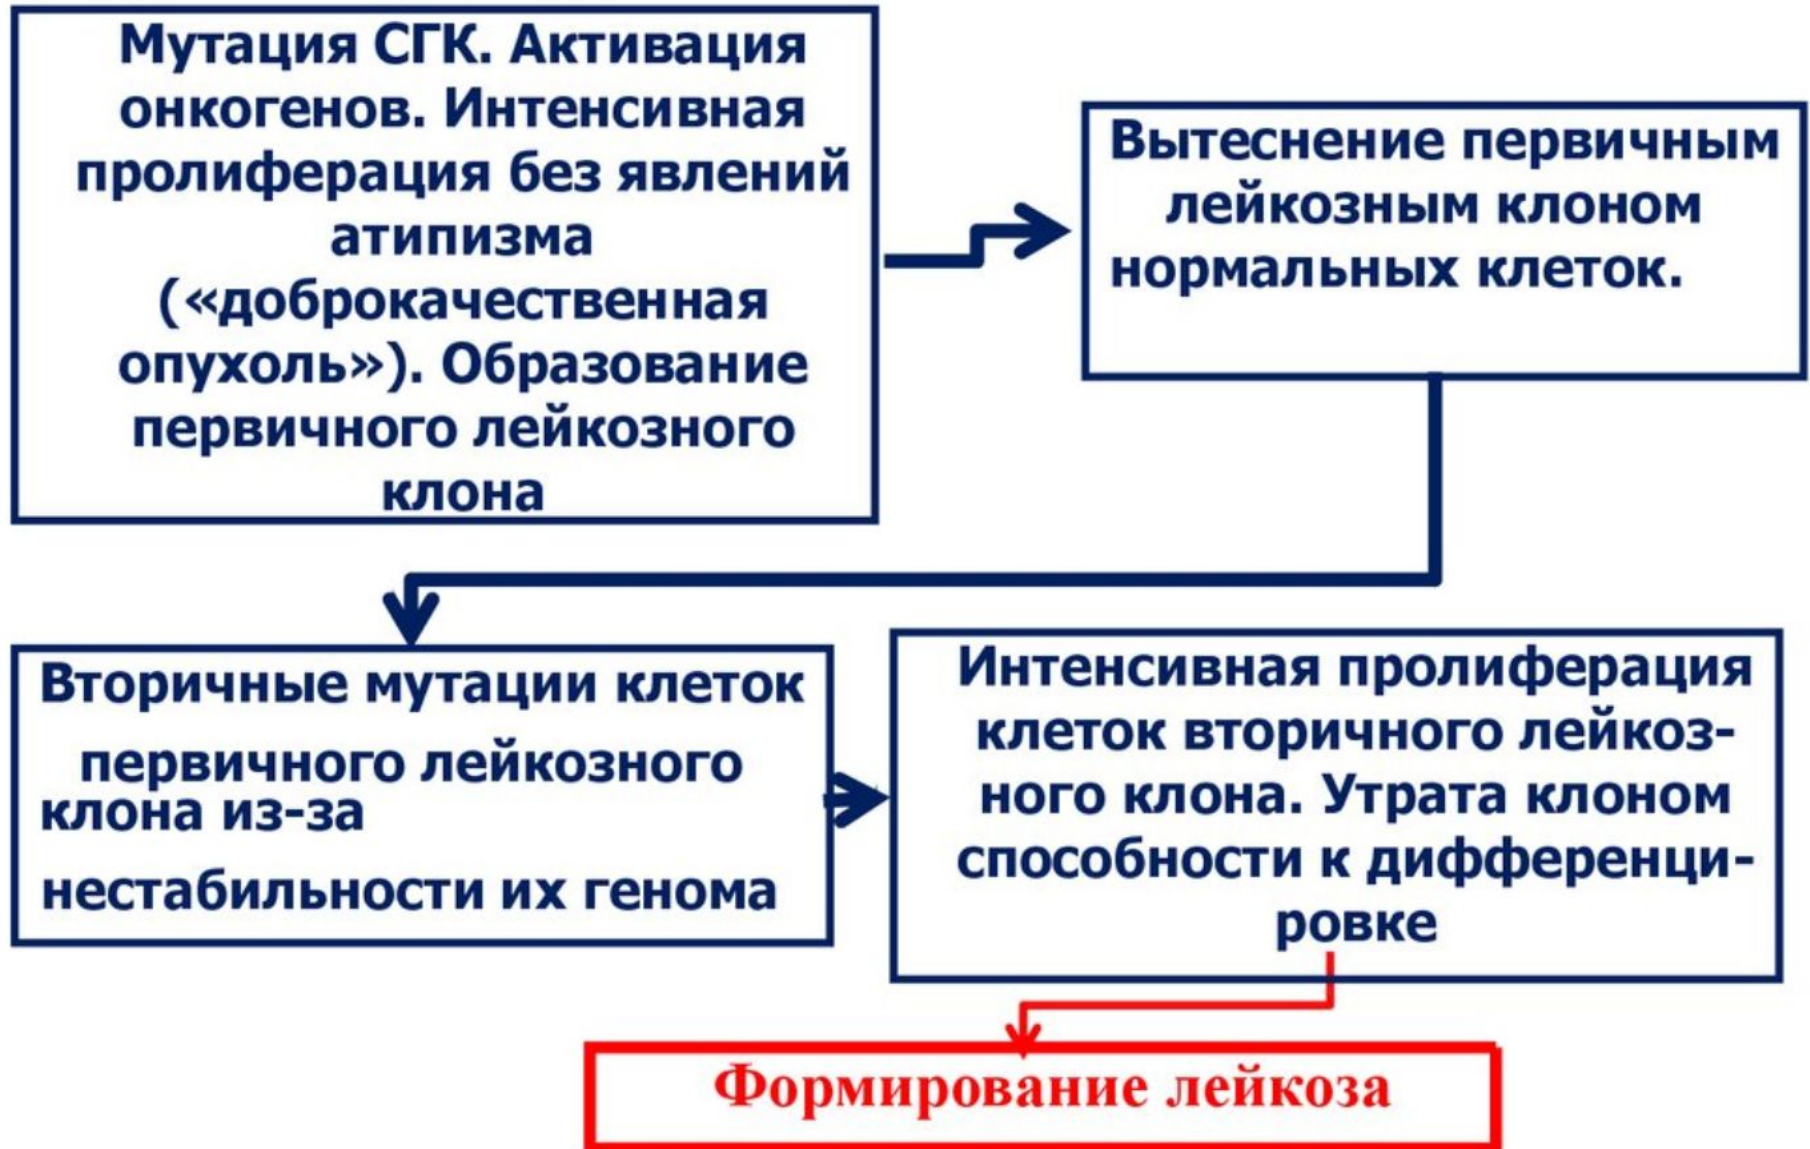 Мутация СГК. Активация
онкогенов. Интенсивная
пролиферация без явлений
атипизма
(«доброкачественная
опухоль»). Образование
первичного лейкозного
клона
Вытеснение первичным
лейкозным клоном
нормальных клеток.
Вторичные мутации клеток
первичного лейкозного
клона из-за
нестабильности их генома
Интенсивная пролиферация
клеток вторичного лейкоз-
ного клона. Утрата клоном
способности к дифференци-
ровке
Формирование лейкоза